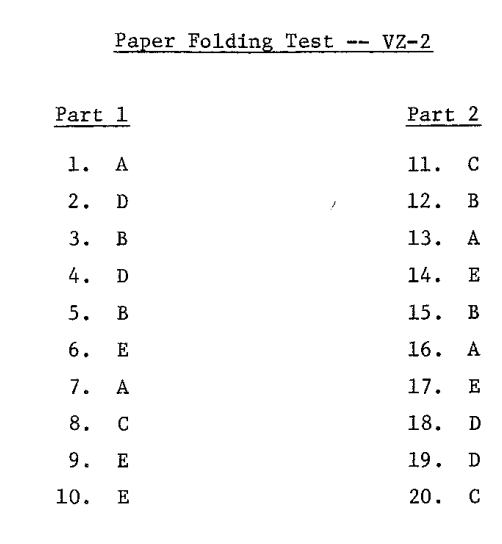 Paper Folding Test -- VZ-2
Part 1
1. A
2. D
3. B
4. D
5. B
6. E
7. A
8. C
9. E
10. E
Part 2
11. C
12. B
13. A
14. E
15. B
16. A
17. E
18. D
19. D
20. C